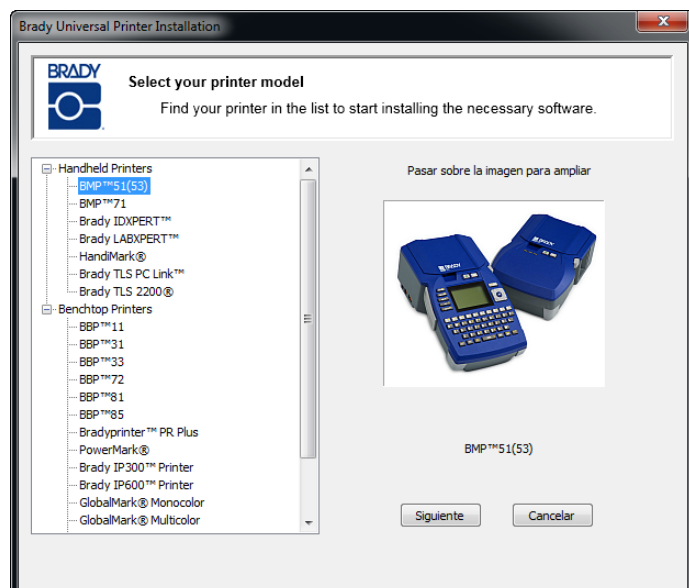 Brady Universal Printer Installation
BRADY
Select your printer model
Find your printer in the list to start installing the necessary software.
Handheld Printers
BMP™51(53)
BMP™71
Brady IDXPERT™
Brady LABXPERT™
HandiMark®
Brady TLS PC Link™
Brady TLS 2200®
Benchtop Printers
BBP™11
BBP™31
BBP™33
BBP™72
BBP™81
BBP™85
Bradyprinter™ PR Plus
PowerMark®
Brady IP300™ Printer
Brady IP600™ Printer
GlobalMark® Monocolor
GlobalMark® Multicolor
Pasar sobre la imagen para ampliar
BMP™51(53)
Siguiente
Cancelar